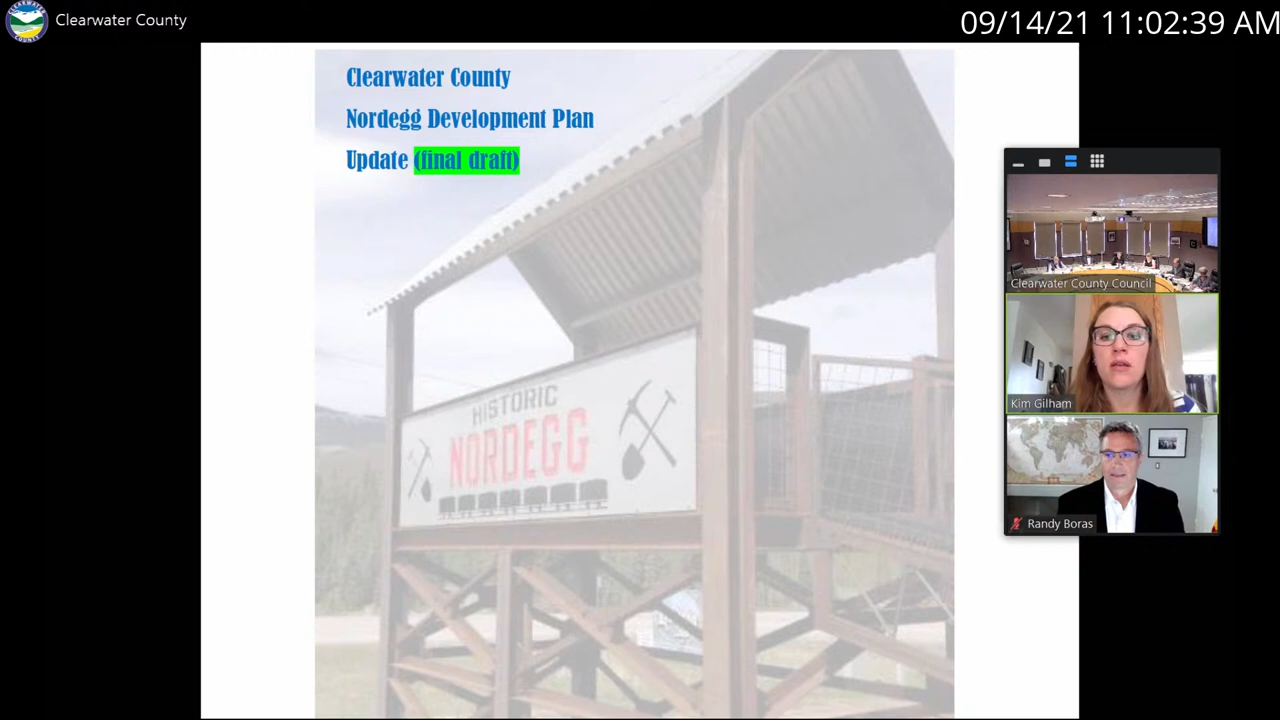 Clearwater County
09/14/21 11:02:39 AM
Clearwater County
Nordegg Development Plan
Update (final draft)
HISTORIC
NORDEGG
Clearwater County Council
Kim Gilham
Randy Boras